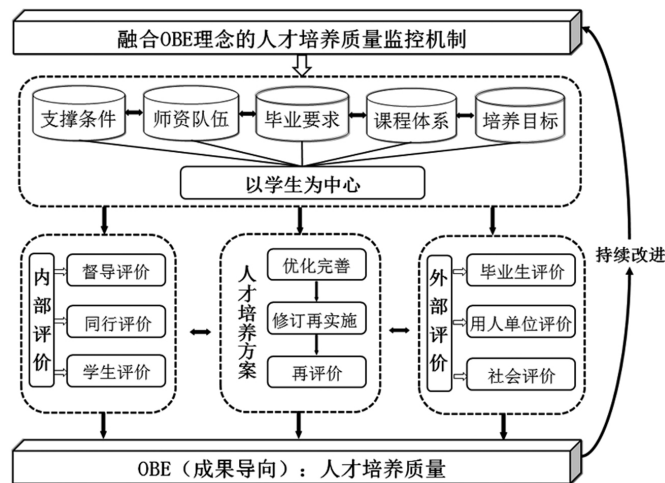 融合OBE理念的人才培养质量监控机制
支撑条件
师资队伍
毕业要求
课程体系
培养目标
以学生为中心
内部评价
督导评价
同行评价
学生评价
人才培养方案
优化完善
修订再实施
再评价
外部评价
毕业生评价
用人单位评价
社会评价
持续改进
OBE（成果导向）：人才培养质量